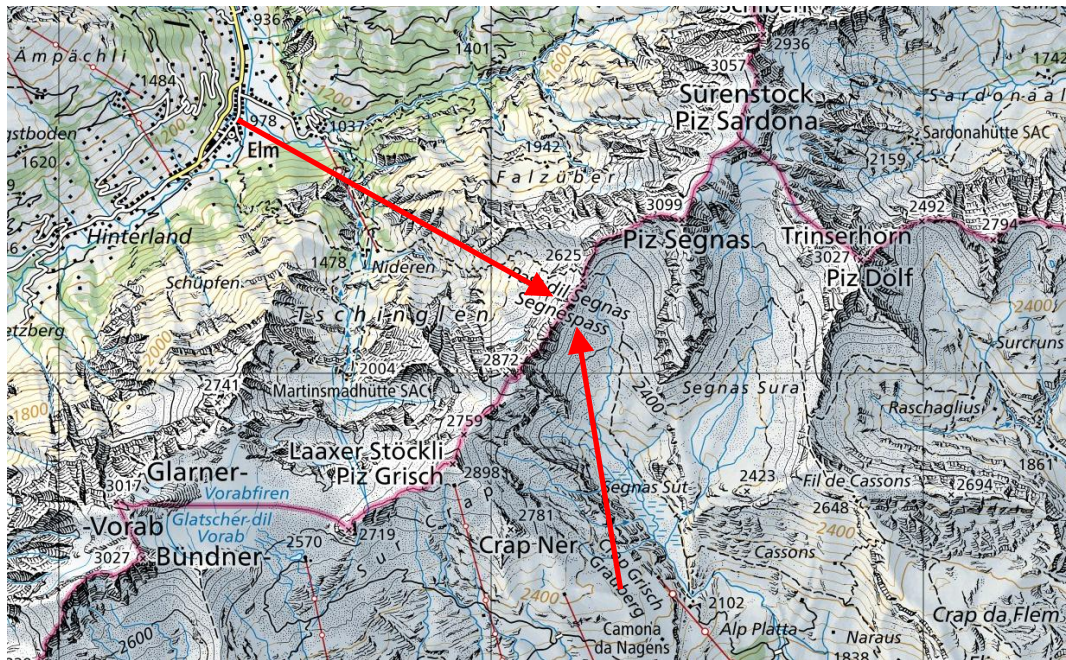 936
Schiben
2936
3057
Ämpächli
1401
1600
1742
1484
1200
Sardonaal
Surenstock
Piz Sardona
978
1037
Elm
gstboden
1620
1942
Sardonahütte SAC
2159
Falzüber
3099
2492
2794
Hinterland
Piz Segnas
Trinserhorn
3027
Piz Dolf
2625
1478
Nideren
Schüpfen
Segnas
Segnespass
2400
Tschinglen
etzberg
2000
Surcruns
2872
2004
2741
Martinsmadhütte SAC
2400
Segnas Sura
1800
Raschaglius
2759
Laaxer Stöckli
Piz Grisch
2898
1861
Glarner-
3017
Vorabfiren
2423
Fil de Cassons
2694
Segnas Sut
2648
-Vorab
Glatscher dil
Vorab
2781
2719
2570
Sur Crap
Crap Ner
2400
Cassons
3027
Bündner-
Crap Grisch
2400
2102
Crap da Flem
2600
Camona
da Nagens
Alp Platta
Naraus
1838